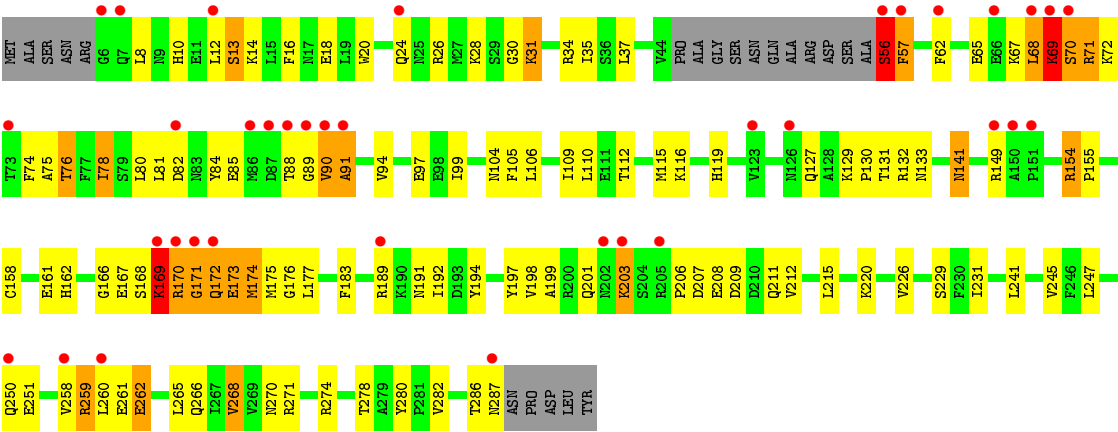 MET ALA SER ASN ARG G6 Q7 L8 N9 H10 E11 L12 S13 K14 L15 F16 N17 E18 L19 W20 Q24 N25 R26 M27 K28 S29 G30 K31 R34 I35 S36 L37 V44 PRO ALA GLY SER ASN GLN ALA ARG ASP SER ALA S56 F57 F62 E65 E66 K67 L68 K69 S70 R71 K72
T73 F74 A75 T76 F77 I78 S79 L80 L81 D82 N83 Y84 E85 M86 D87 T88 G89 V90 A91 V94 E97 E98 I99 N104 F105 L106 I109 L110 E111 T112 M115 K116 H119 V123 N126 Q127 A128 K129 P130 T131 R132 N133 N141 R149 A150 P151 R154 P155
C158 E161 H162 G166 E167 S168 K169 R170 G171 Q172 E173 M174 M175 G176 L177 F183 R189 K190 N191 I192 D193 Y194 Y197 V198 A199 R200 Q201 N202 K203 S204 R205 P206 D207 E208 D209 D210 Q211 V212 L215 K220 V226 S229 F230 I231 L241 V245 F246 L247
Q250 E251 V258 R259 L260 E261 E262 L265 Q266 I267 V268 V269 N270 R271 R274 T278 A279 Y280 P281 V282 T286 N287 ASN PRO ASP LEU TYR